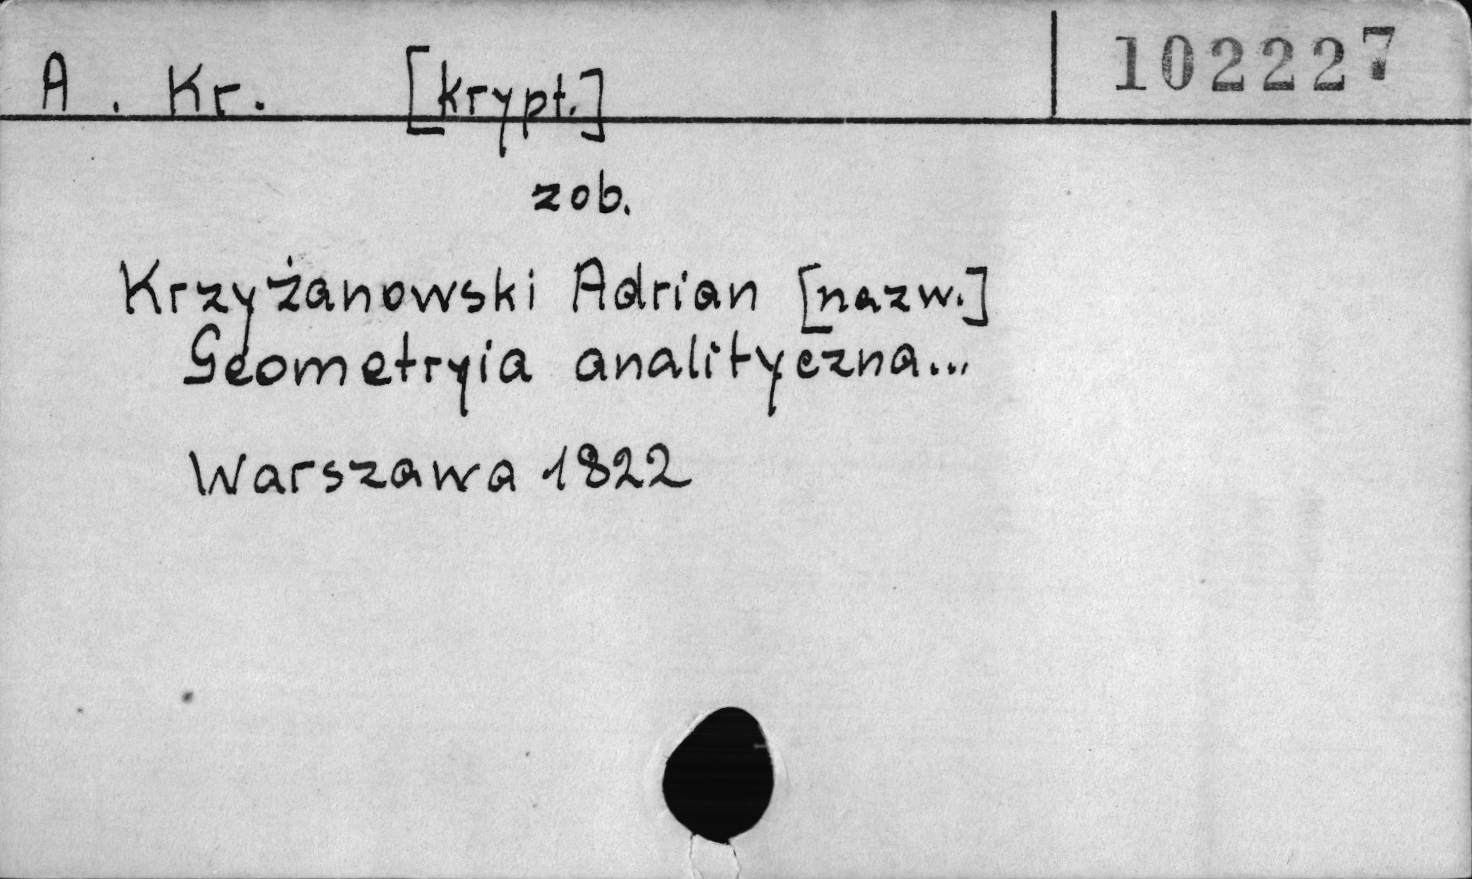 A. Kr. [krypt.] 102227
zob.
Krzyżanowski Adrian [nazw.]
Geometryia analityczna...
Warszawa 1822